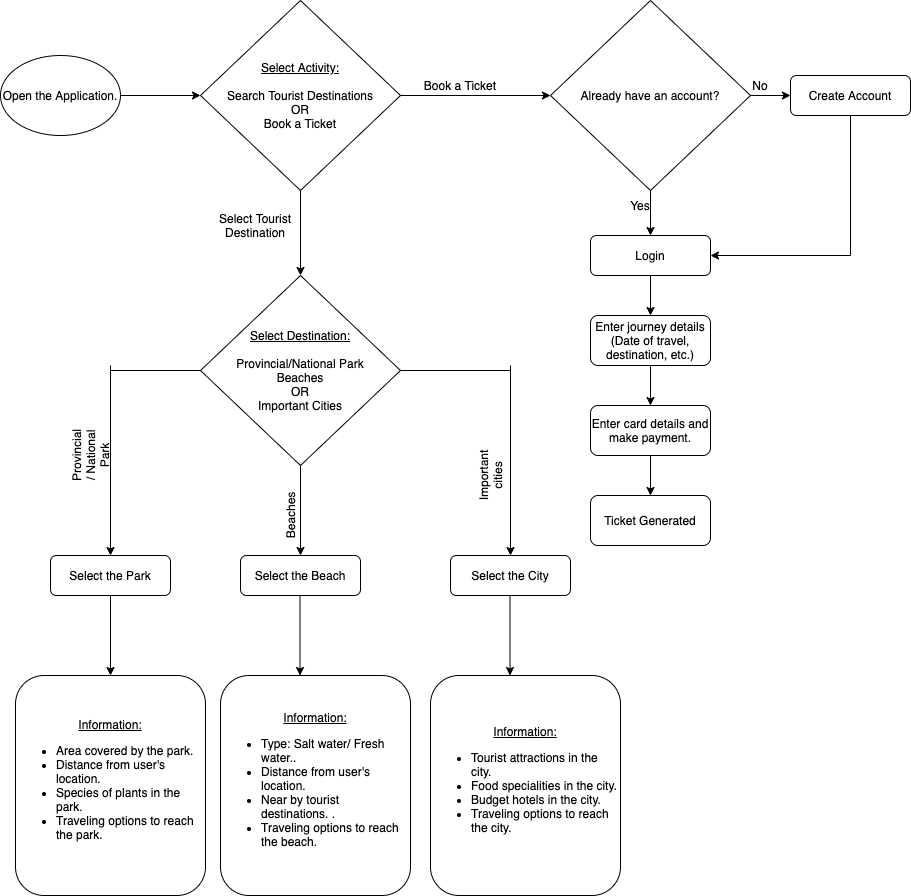 Open the Application.
Select Activity:
Search Tourist Destinations
OR
Book a Ticket
Book a Ticket
Already have an account?
No
Create Account
Select Tourist
Destination
Yes
Login
Enter journey details
(Date of travel,
destination, etc.)
Enter card details and
make payment.
Ticket Generated
Select Destination:
Provincial/National Park
Beaches
OR
Important Cities
Provincial
/ National
Park
Beaches
Important
cities
Select the Park
Select the Beach
Select the City
Information:
• Area covered by the park.
• Distance from user's
location.
• Species of plants in the
park.
• Traveling options to reach
the park.
Information:
• Type: Salt water/ Fresh
water..
• Distance from user's
location.
• Near by tourist
destinations. .
• Traveling options to reach
the beach.
Information:
• Tourist attractions in the
city.
• Food specialities in the city.
• Budget hotels in the city.
• Traveling options to reach
the city.